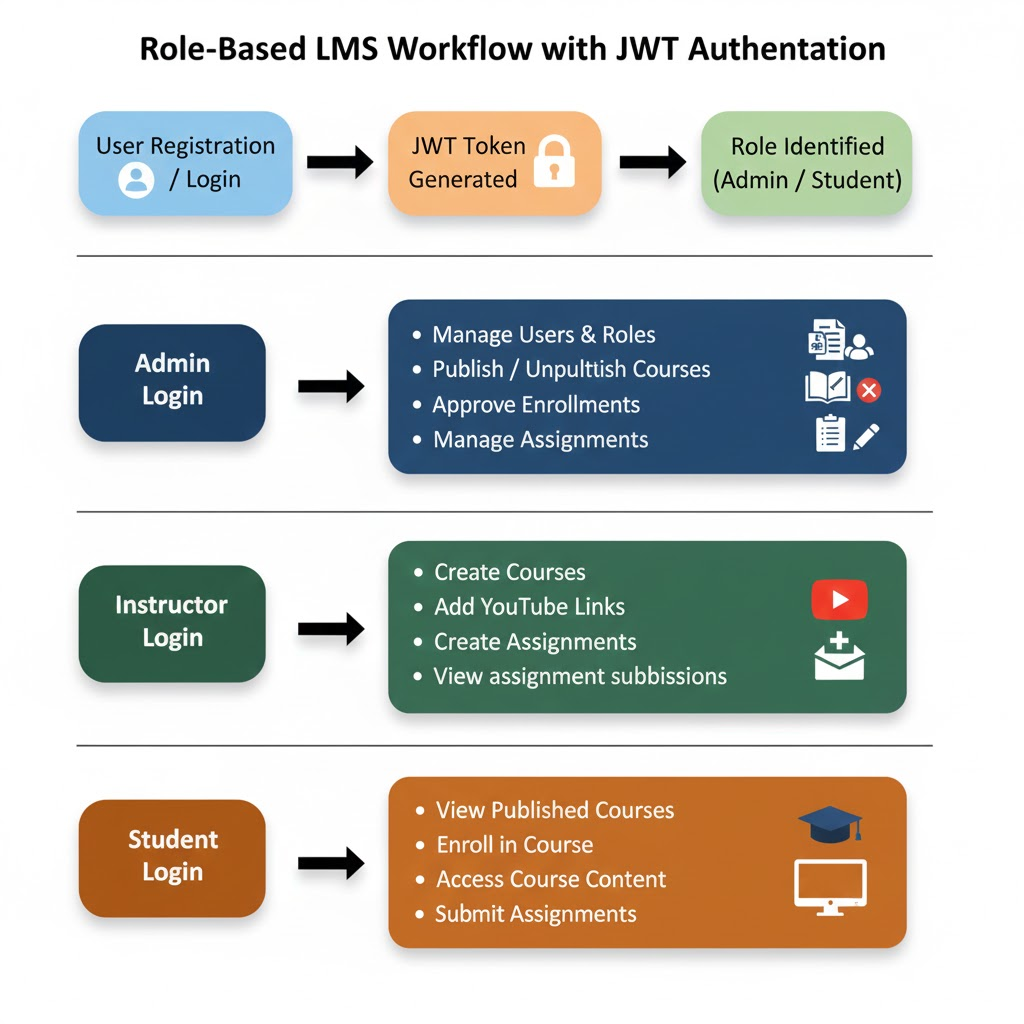 Role-Based LMS Workflow with JWT Authentation
User Registration
/ Login
JWT Token
Generated
Role Identified
(Admin / Student)
Admin
Login
• Manage Users & Roles
• Publish / Unpulttish Courses
• Approve Enrollments
• Manage Assignments
Instructor
Login
• Create Courses
• Add YouTube Links
• Create Assignments
• View assignment subbissions
Student
Login
• View Published Courses
• Enroll in Course
• Access Course Content
• Submit Assignments